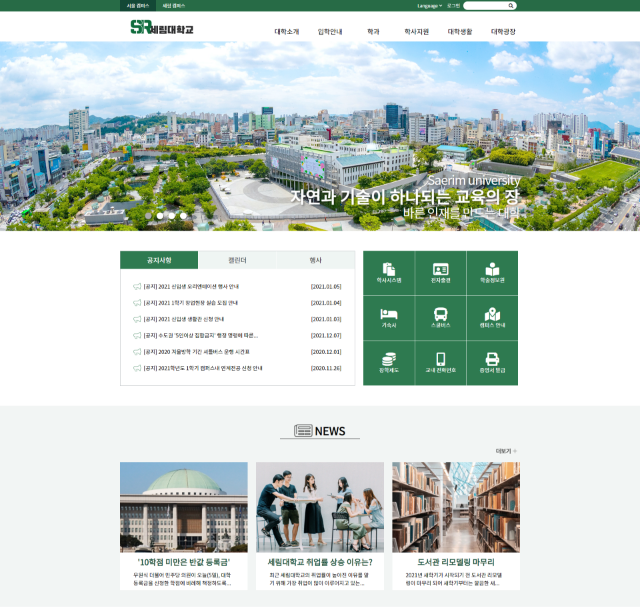 서울 캠퍼스 세림 캠퍼스 Language 로그인
SR세림대학교
대학소개 입학안내 학과 학사지원 대학생활 대학광장
Saerim university
자연과 기술이 하나되는 교육의 장
바른 인재를 만드는 대학
공지사항 캘린더 행사
[공지] 2021 신입생 오리엔테이션 행사 안내 [2021.01.05]
[공지] 2021 1학기 창업현장 실습 모집 안내 [2021.01.04]
[공지] 2021 신입생 생활관 신청 안내 [2021.01.03]
[공지] 수도권 '5인이상 집합금지' 행정 명령에 따른... [2021.12.07]
[공지] 2020 겨울방학 기간 셔틀버스 운행 시간표 [2020.12.01]
[공지] 2021학년도 1학기 캠퍼스내 연계전공 신청 안내 [2020.11.26]
학사시스템 전자출결 학술정보관
기숙사 스쿨버스 캠퍼스 안내
장학제도 교내 전화번호 증명서 발급
NEWS
더보기 +
'10학점 미만은 반값 등록금'
우원식 더불어 민주당 의원이 오늘(5일), 대학
등록금을 신청한 학점에 비례해 책정하도록...
세림대학교 취업률 상승 이유는?
최근 세림대학교의 취업률이 높아진 이유를 알
기 위해 가장 취업이 많이 이루어지고 있는...
도서관 리모델링 마무리
2021년 새학기가 시작되기 전 도서관 리모델
링이 마무리 되어 새학기부터는 깔끔한 새...